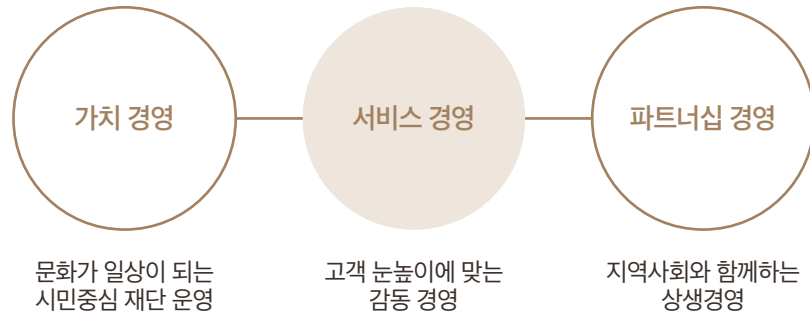 가치 경영
서비스 경영
파트너십 경영
문화가 일상이 되는
시민중심 재단 운영
고객 눈높이에 맞는
감동 경영
지역사회와 함께하는
상생경영